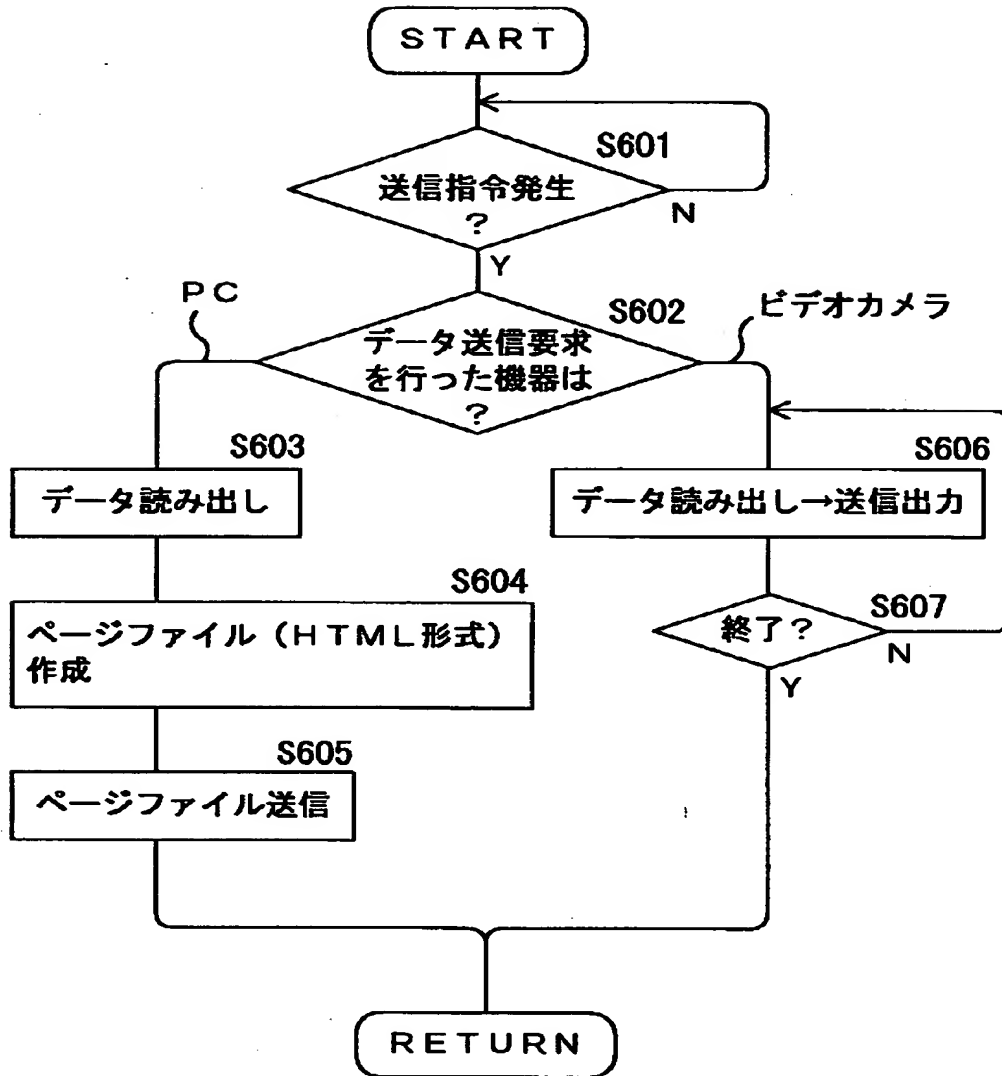 START
S601
送信指令発生
?
N
Y
PC
S602
ビデオカメラ
データ送信要求
を行った機器は
?
S603
データ読み出し
S606
データ読み出し→送信出力
S604
ページファイル(HTML形式)
作成
S607
終了?
N
Y
S605
ページファイル送信
RETURN